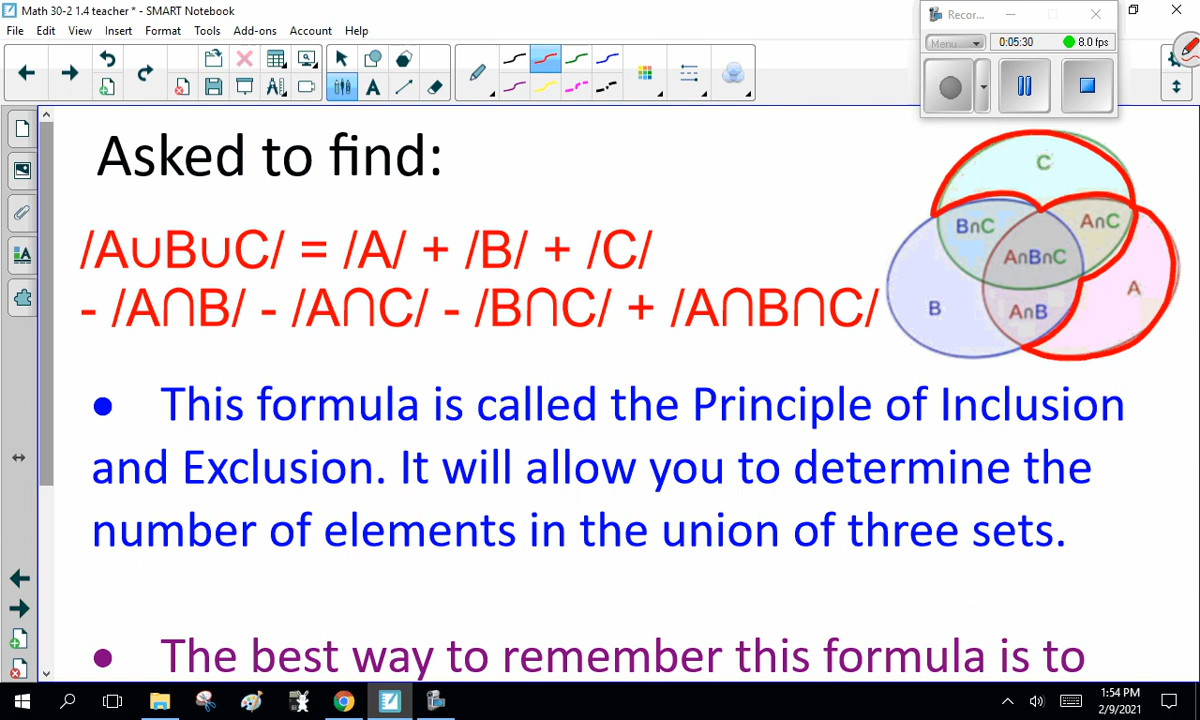 Math 30-2 1.4 teacher * - SMART Notebook
Recor...
File Edit View Insert Format Tools Add-ons Account Help
Menu 0:05:30 8.0 fps
Asked to find:
/A∪B∪C/ = /A/ + /B/ + /C/
- /A∩B/ - /A∩C/ - /B∩C/ + /A∩B∩C/
C
B∩C A∩C
A∩B∩C
B A∩B A
• This formula is called the Principle of Inclusion
and Exclusion. It will allow you to determine the
number of elements in the union of three sets.
• The best way to remember this formula is to
1:54 PM
2/9/2021